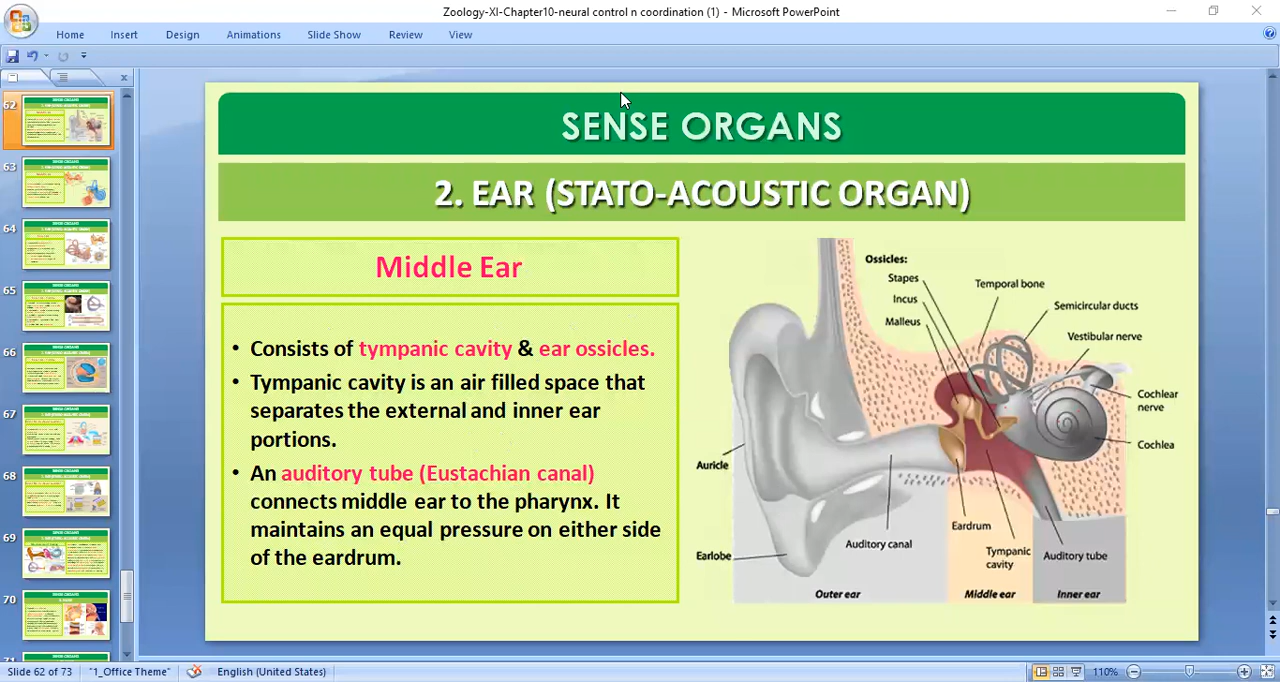 Zoology-XI-Chapter10-neural control n coordination (1) - Microsoft PowerPoint
Home Insert Design Animations Slide Show Review View
62
63
64
65
66
67
68
69
70
SENSE ORGANS
2. EAR (STATO-ACOUSTIC ORGAN)
Middle Ear
• Consists of tympanic cavity & ear ossicles.
• Tympanic cavity is an air filled space that
separates the external and inner ear
portions.
• An auditory tube (Eustachian canal)
connects middle ear to the pharynx. It
maintains an equal pressure on either side
of the eardrum.
Ossicles:
Stapes
Incus
Malleus
Temporal bone
Semicircular ducts
Vestibular nerve
Cochlear
nerve
Cochlea
Auricle
Earlobe
Auditory canal
Eardrum
Tympanic
cavity
Auditory tube
Outer ear
Middle ear
Inner ear
Slide 62 of 73 "1_Office Theme" English (United States) 110%